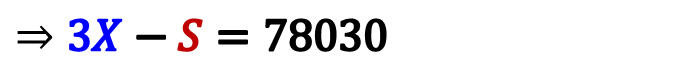 ⇒ 3X − S = 78030